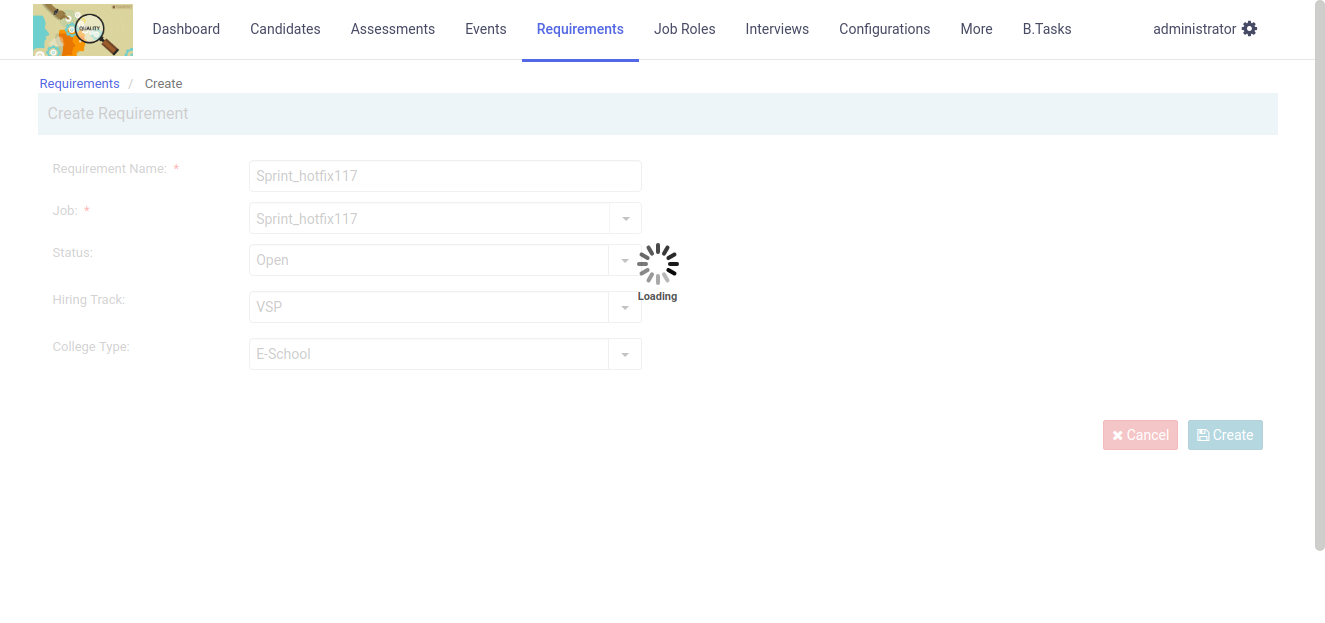 QUALITY
Dashboard Candidates Assessments Events Requirements Job Roles Interviews Configurations More B.Tasks administrator
Requirements / Create
Create Requirement
Requirement Name: * Sprint_hotfix117
Job: * Sprint_hotfix117
Status: Open
Hiring Track: VSP
College Type: E-School
Loading
Cancel Create